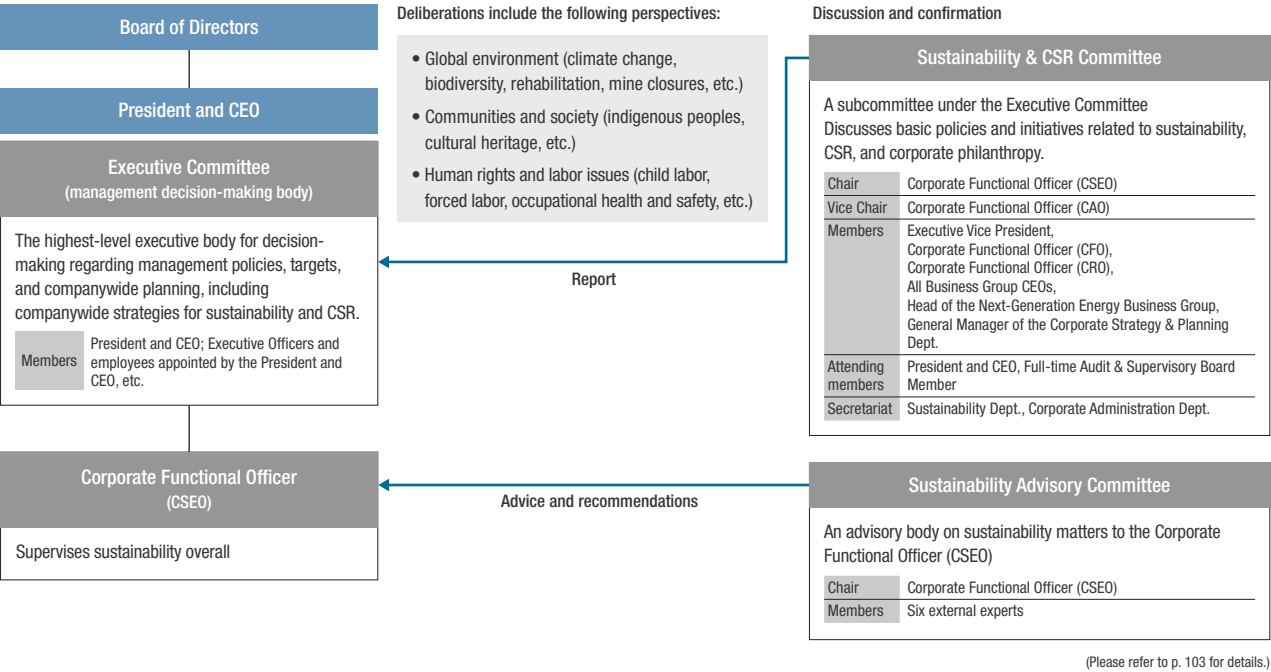 Board of Directors
President and CEO
Executive Committee
(management decision-making body)
The highest-level executive body for decision-
making regarding management policies, targets,
and companywide planning, including
companywide strategies for sustainability and CSR.
Members
President and CEO; Executive Officers and
employees appointed by the President and
CEO, etc.
Corporate Functional Officer
(CSEO)
Supervises sustainability overall
Deliberations include the following perspectives:
• Global environment (climate change,
biodiversity, rehabilitation, mine closures, etc.)
• Communities and society (indigenous peoples,
cultural heritage, etc.)
• Human rights and labor issues (child labor,
forced labor, occupational health and safety, etc.)
Report
Advice and recommendations
Discussion and confirmation
Sustainability & CSR Committee
A subcommittee under the Executive Committee
Discusses basic policies and initiatives related to sustainability,
CSR, and corporate philanthropy.
Chair Corporate Functional Officer (CSEO)
Vice Chair Corporate Functional Officer (CAO)
Members Executive Vice President,
Corporate Functional Officer (CFO),
Corporate Functional Officer (CRO),
All Business Group CEOs,
Head of the Next-Generation Energy Business Group,
General Manager of the Corporate Strategy & Planning
Dept.
Attending members
President and CEO, Full-time Audit & Supervisory Board
Member
Secretariat Sustainability Dept., Corporate Administration Dept.
Sustainability Advisory Committee
An advisory body on sustainability matters to the Corporate
Functional Officer (CSEO)
Chair Corporate Functional Officer (CSEO)
Members Six external experts
(Please refer to p. 103 for details.)